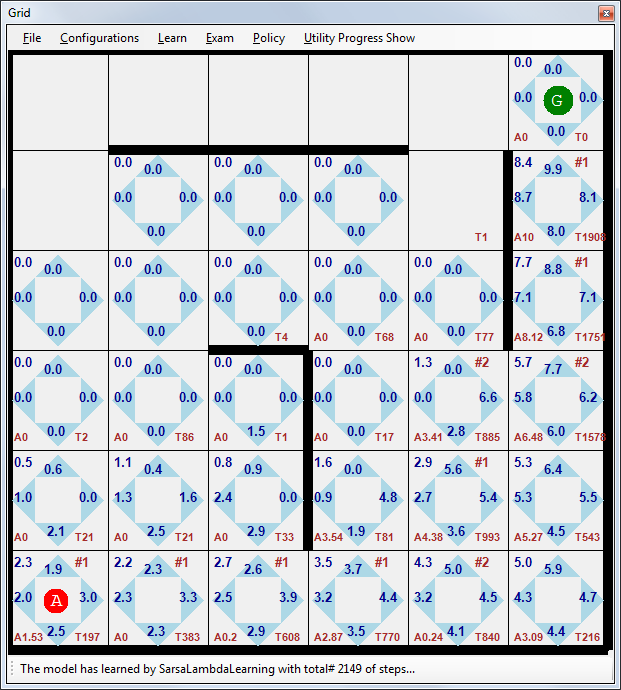 Grid
File Configurations Learn Exam Policy Utility Progress Show
0.0 0.0
0.0 G 0.0
A0 0.0 T0
0.0 0.0 0.0 0.0 0.0 0.0 8.4 9.9 #1
0.0 0.0 0.0 0.0 0.0 0.0 8.7 8.1
0.0 0.0 0.0 T1 A10 8.0 T1908
0.0 0.0 0.0 0.0 0.0 0.0 0.0 0.0 0.0 0.0 7.7 8.8 #1
0.0 0.0 0.0 0.0 0.0 0.0 0.0 0.0 0.0 0.0 7.1 7.1
0.0 0.0 0.0 T4 A0 0.0 T68 A0 0.0 T77 A8.12 6.8 T1751
0.0 0.0 0.0 0.0 0.0 0.0 0.0 0.0 1.3 0.0 #2 5.7 7.7 #2
0.0 0.0 0.0 0.0 0.0 0.0 0.0 0.0 0.0 6.6 5.8 6.2
A0 0.0 T2 A0 0.0 T86 A0 1.5 T1 A0 0.0 T17 A3.41 2.8 T885 A6.48 6.0 T1578
0.5 0.6 1.1 0.4 0.8 0.9 1.6 0.0 2.9 5.6 #1 5.3 6.4
1.0 0.0 1.3 1.6 2.4 0.0 0.9 4.8 2.7 5.4 5.3 5.5
A0 2.1 T21 A0 2.5 T21 A0 2.9 T33 A3.54 1.9 T81 A4.38 3.6 T993 A5.27 4.5 T543
2.3 1.9 #1 2.2 2.3 #1 2.7 2.6 #1 3.5 3.7 #1 4.3 5.0 #2 5.0 5.9
2.0 A 3.0 2.3 3.3 2.5 3.9 3.2 4.4 3.2 4.5 4.3 4.7
A1.53 2.5 T197 A0 2.3 T383 A0.2 2.9 T608 A2.87 3.5 T770 A0.24 4.1 T840 A3.09 4.4 T216
The model has learned by SarsaLambdaLearning with total# 2149 of steps...